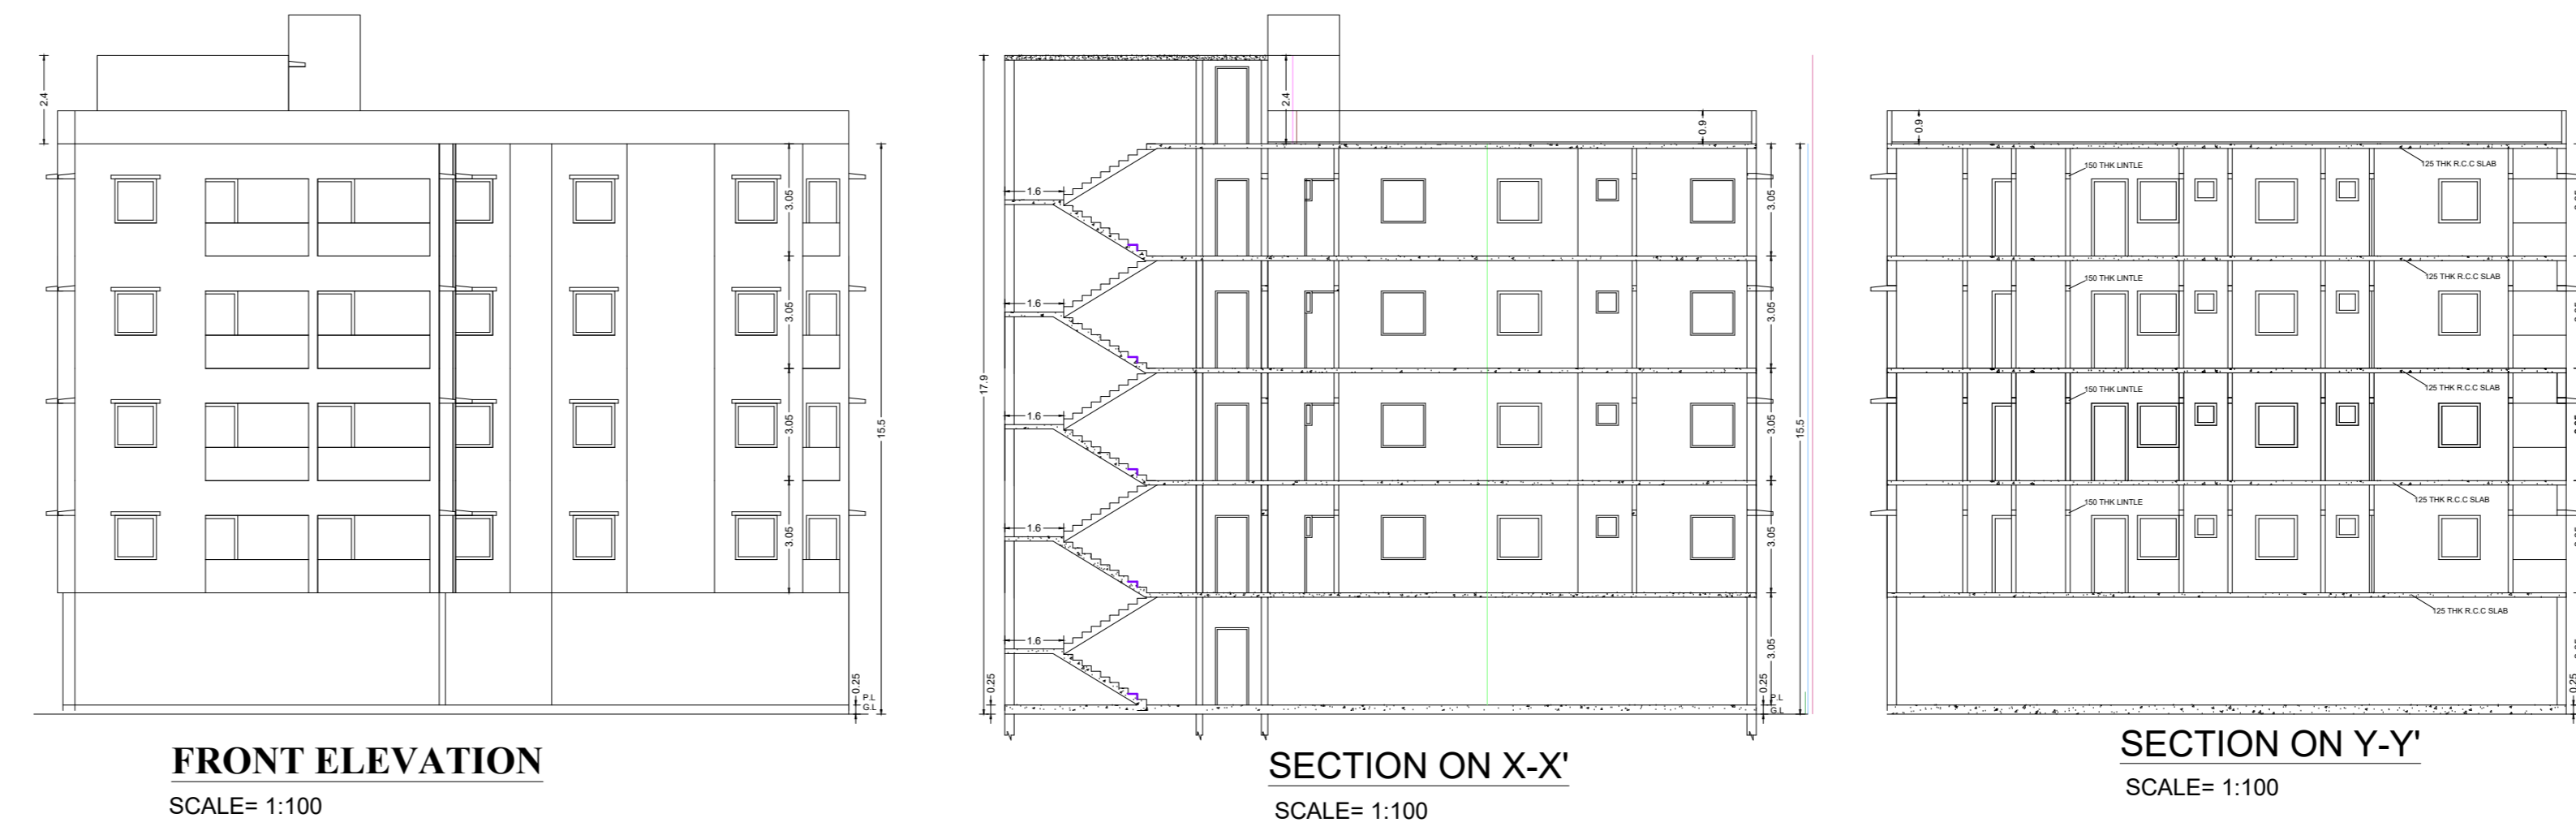 2.4
3.05
3.05
3.05
3.05
15.5
0.25
P.L
G.L
FRONT ELEVATION
SCALE= 1:100
17.9
2.4
0.9
1.6
1.6
1.6
1.6
1.6
3.05
3.05
3.05
3.05
3.05
15.5
0.25
0.25
P.L
G.L
SECTION ON X-X'
SCALE= 1:100
0.9
150 THK LINTLE
125 THK R.C.C SLAB
150 THK LINTLE
125 THK R.C.C SLAB
150 THK LINTLE
125 THK R.C.C SLAB
150 THK LINTLE
125 THK R.C.C SLAB
125 THK R.C.C SLAB
0.25
SECTION ON Y-Y'
SCALE= 1:100